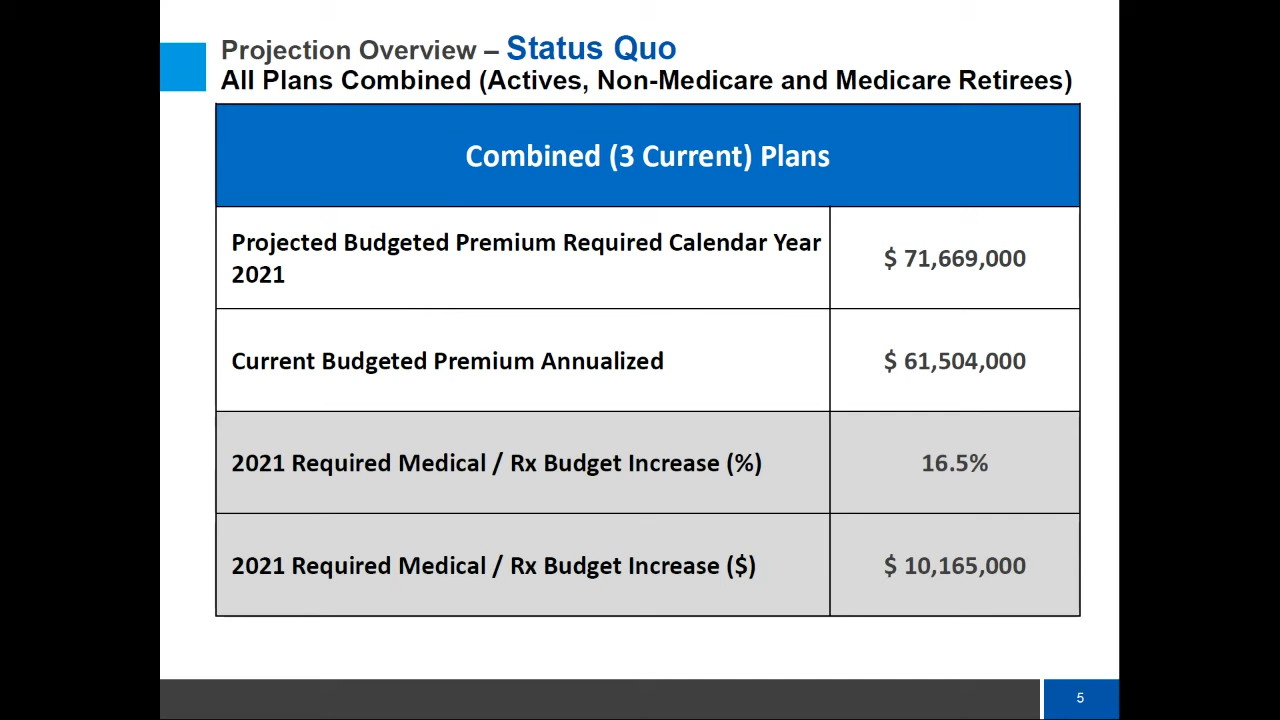 Projection Overview – Status Quo
All Plans Combined (Actives, Non-Medicare and Medicare Retirees)
Combined (3 Current) Plans
Projected Budgeted Premium Required Calendar Year
2021
$ 71,669,000
Current Budgeted Premium Annualized
$ 61,504,000
2021 Required Medical / Rx Budget Increase (%)
16.5%
2021 Required Medical / Rx Budget Increase ($)
$ 10,165,000
5